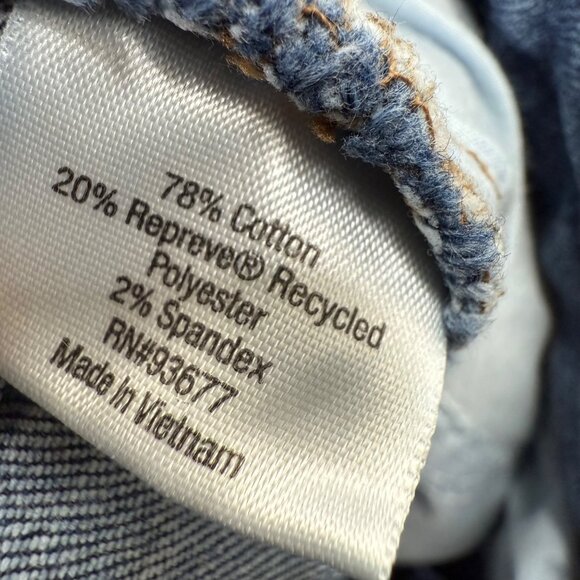 78% Cotton
20% Repreve® Recycled
Polyester
2% Spandex
RN#93677
Made In Vietnam